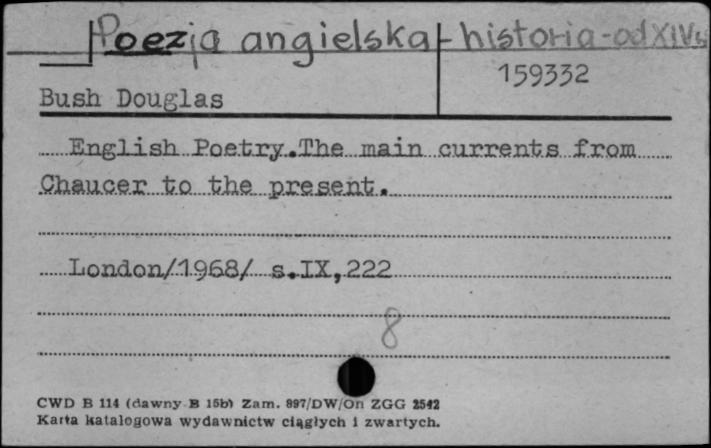 Poezja angielska - historia - od XIV w
159332
Bush Douglas
English Poetry.The main currents from
Chaucer to the present.
London/1968/ s.IX,222
8
CWD B 114 (dawny B 15b) Zam. 897/DW/On ZGG 2542
Karta katalogowa wydawnictw ciągłych i zwartych.